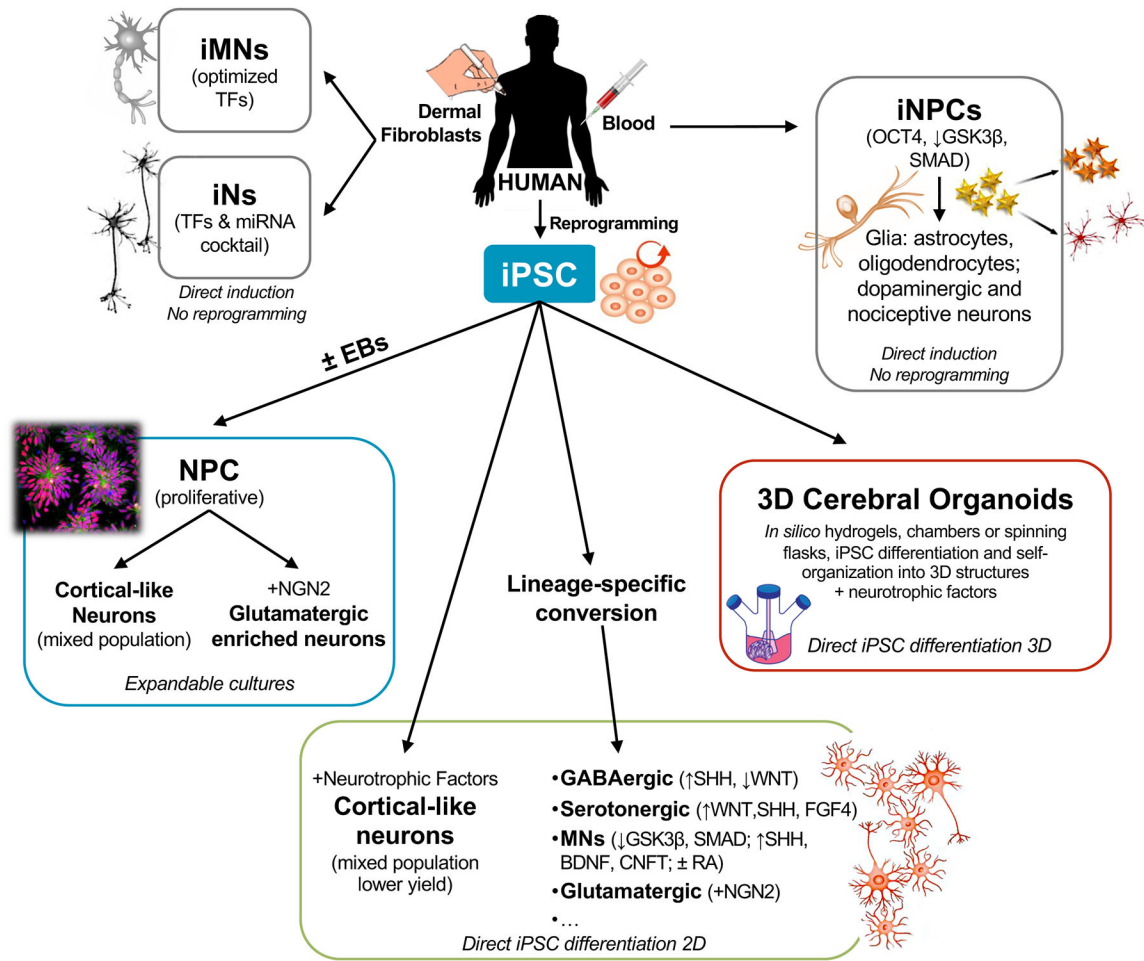 iMNs
(optimized
TFs)
iNs
(TFs & miRNA
cocktail)
Direct induction
No reprogramming
Dermal
Fibroblasts
Blood
HUMAN
Reprogramming
iPSC
iNPCs
(OCT4, ↓GSK3β,
SMAD)
Glia: astrocytes,
oligodendrocytes;
dopaminergic and
nociceptive neurons
Direct induction
No reprogramming
± EBs
NPC
(proliferative)
Cortical-like
Neurons
(mixed population)
+NGN2
Glutamatergic
enriched neurons
Expandable cultures
Lineage-specific
conversion
3D Cerebral Organoids
In silico hydrogels, chambers or spinning
flasks, iPSC differentiation and self-
organization into 3D structures
+ neurotrophic factors
Direct iPSC differentiation 3D
+Neurotrophic Factors
Cortical-like
neurons
(mixed population
lower yield)
•GABAergic (↑SHH, ↓WNT)
•Serotonergic (↑WNT,SHH, FGF4)
•MNs (↓GSK3β, SMAD; ↑SHH,
BDNF, CNFT; ± RA)
•Glutamatergic (+NGN2)
•…
Direct iPSC differentiation 2D